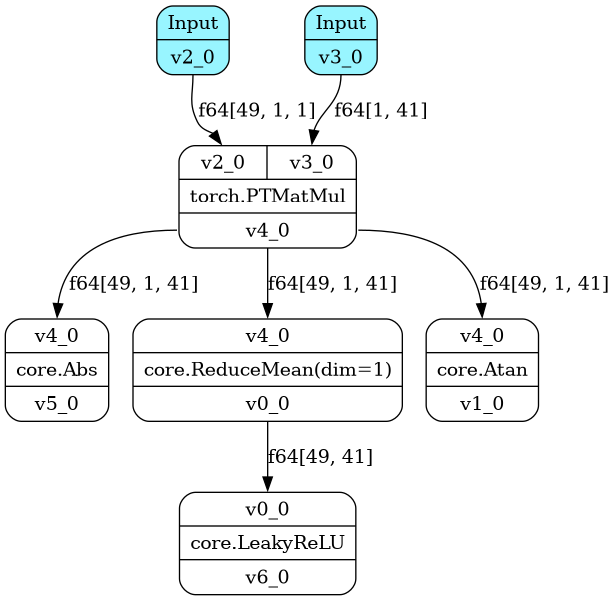 Input
v2_0
Input
v3_0
f64[49, 1, 1]
f64[1, 41]
v2_0
v3_0
torch.PTMatMul
v4_0
f64[49, 1, 41]
f64[49, 1, 41]
f64[49, 1, 41]
v4_0
core.Abs
v5_0
v4_0
core.ReduceMean(dim=1)
v0_0
v4_0
core.Atan
v1_0
f64[49, 41]
v0_0
core.LeakyReLU
v6_0